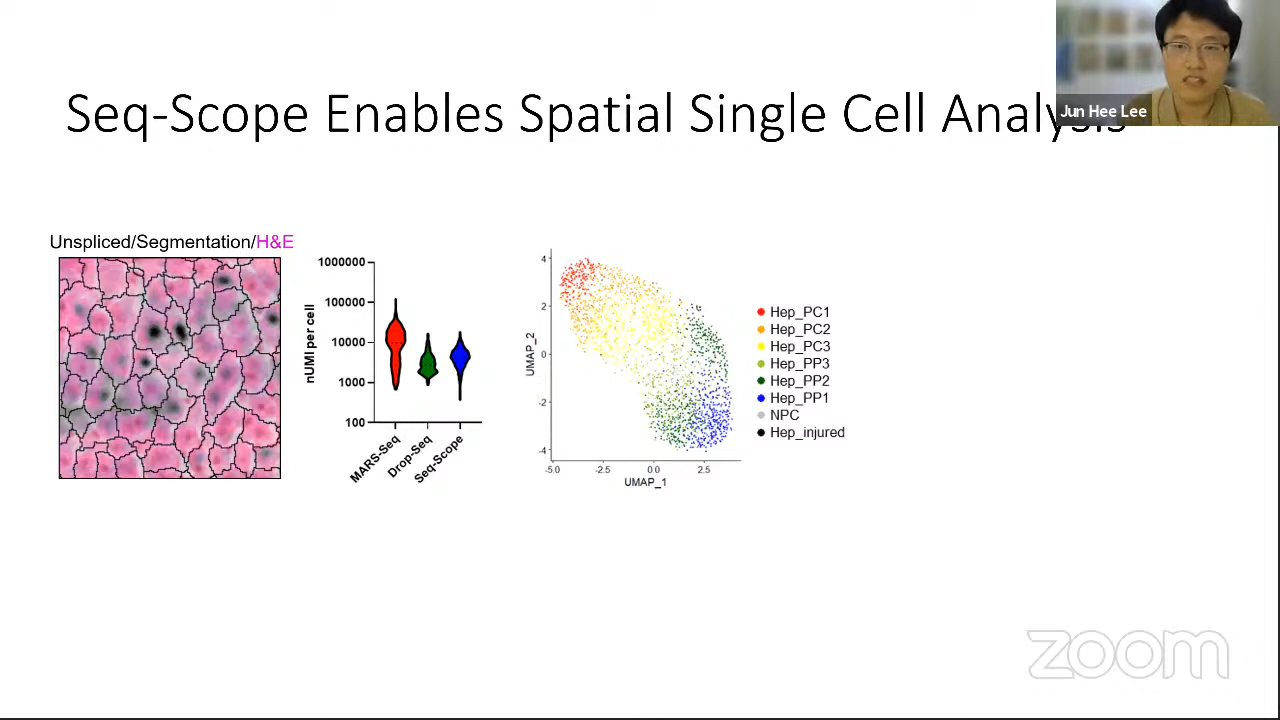 Seq-Scope Enables Spatial Single Cell Analysis
Jun Hee Lee
Unspliced/Segmentation/H&E
nUMI per cell
1000000
100000
10000
1000
100
MARS-Seq
Drop-Seq
Seq-Scope
UMAP_2
4
2
0
-2
-4
-5.0
-2.5
0.0
2.5
UMAP_1
Hep_PC1
Hep_PC2
Hep_PC3
Hep_PP3
Hep_PP2
Hep_PP1
NPC
Hep_injured
zoom